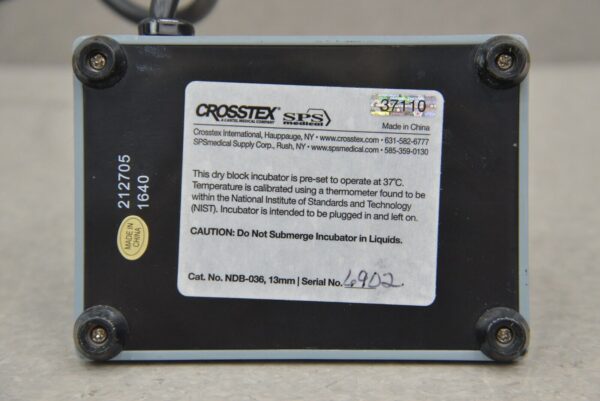 CROSSTEX
A CANTEL MEDICAL COMPANY
SPS
medical
37110
Made in China
Crosstex International, Hauppauge, NY • www.crosstex.com • 631-582-6777
SPSmedical Supply Corp., Rush, NY • www.spsmedical.com • 585-359-0130
This dry block incubator is pre-set to operate at 37°C.
Temperature is calibrated using a thermometer found to be
within the National Institute of Standards and Technology
(NIST). Incubator is intended to be plugged in and left on.
CAUTION: Do Not Submerge Incubator in Liquids.
Cat. No. NDB-036, 13mm | Serial No. 6902
212705
1640
MADE IN
CHINA